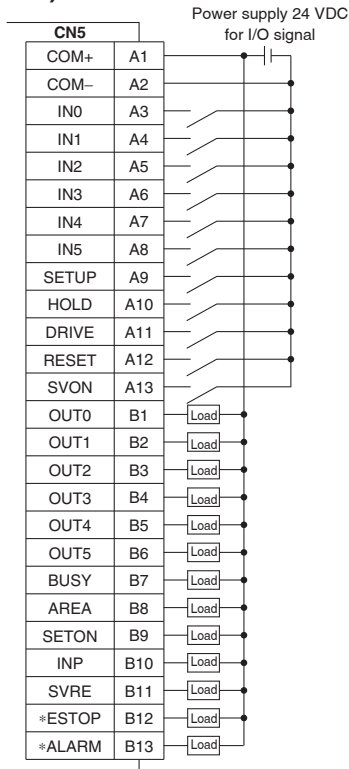 Power supply 24 VDC
for I/O signal
CN5
COM+ A1
COM– A2
IN0 A3
IN1 A4
IN2 A5
IN3 A6
IN4 A7
IN5 A8
SETUP A9
HOLD A10
DRIVE A11
RESET A12
SVON A13
OUT0 B1 Load
OUT1 B2 Load
OUT2 B3 Load
OUT3 B4 Load
OUT4 B5 Load
OUT5 B6 Load
BUSY B7 Load
AREA B8 Load
SETON B9 Load
INP B10 Load
SVRE B11 Load
*ESTOP B12 Load
*ALARM B13 Load